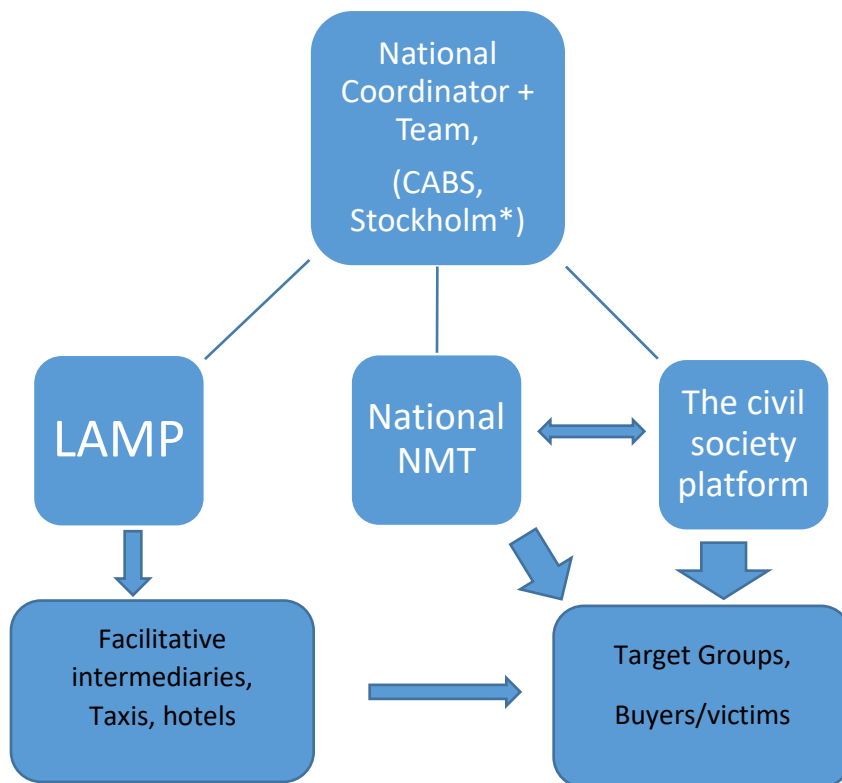 National
Coordinator +
Team,
(CABS,
Stockholm*)
LAMP
National
NMT
The civil
society
platform
Facilitative
intermediaries,
Taxis, hotels
Target Groups,
Buyers/victims